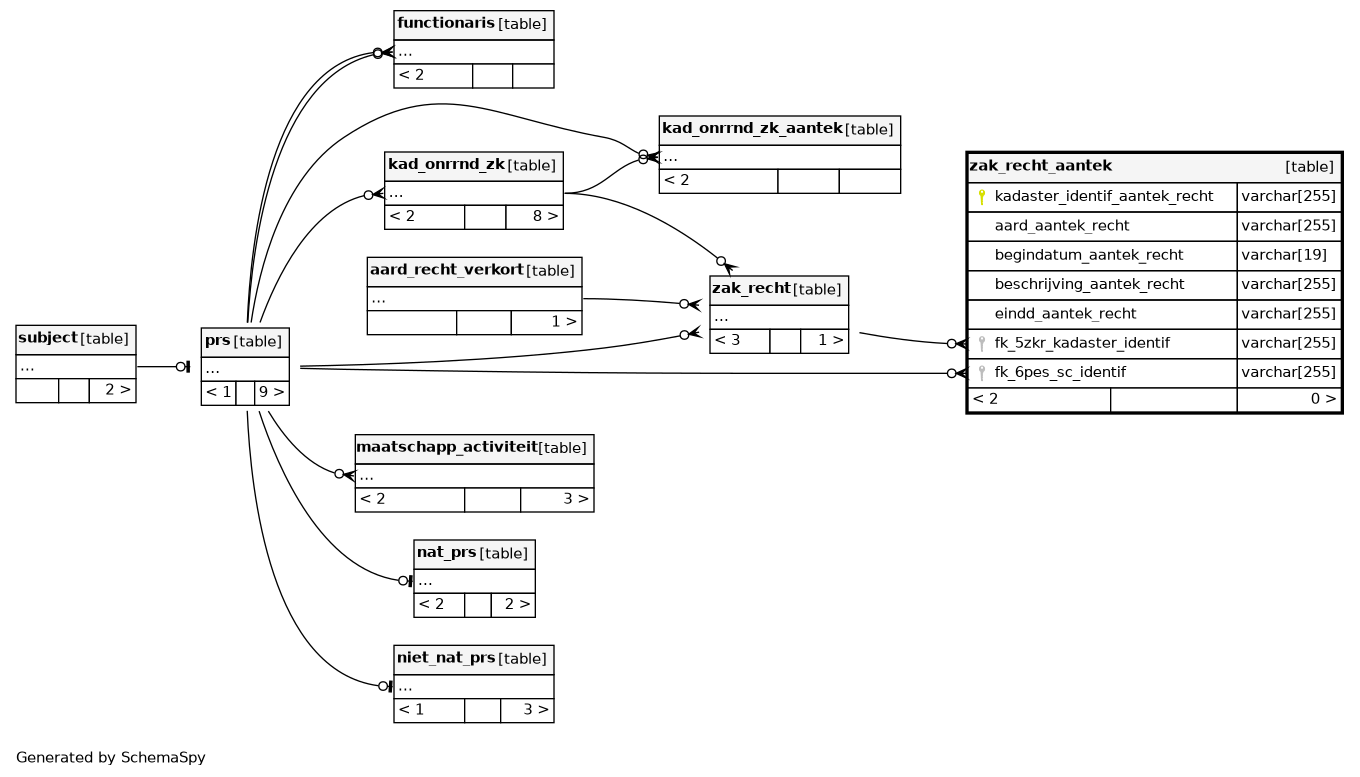 functionaris [table]
...
< 2
kad_onrrnd_zk_aantek [table]
...
< 2
kad_onrrnd_zk [table]
...
< 2 8 >
zak_recht_aantek [table]
kadaster_identif_aantek_recht varchar[255]
aard_aantek_recht varchar[255]
begindatum_aantek_recht varchar[19]
beschrijving_aantek_recht varchar[255]
eindd_aantek_recht varchar[255]
fk_5zkr_kadaster_identif varchar[255]
fk_6pes_sc_identif varchar[255]
< 2 0 >
aard_recht_verkort [table]
...
1 >
zak_recht [table]
...
< 3 1 >
subject [table]
...
2 >
prs [table]
...
< 1 9 >
maatschapp_activiteit [table]
...
< 2 3 >
nat_prs [table]
...
< 2 2 >
niet_nat_prs [table]
...
< 1 3 >
Generated by SchemaSpy